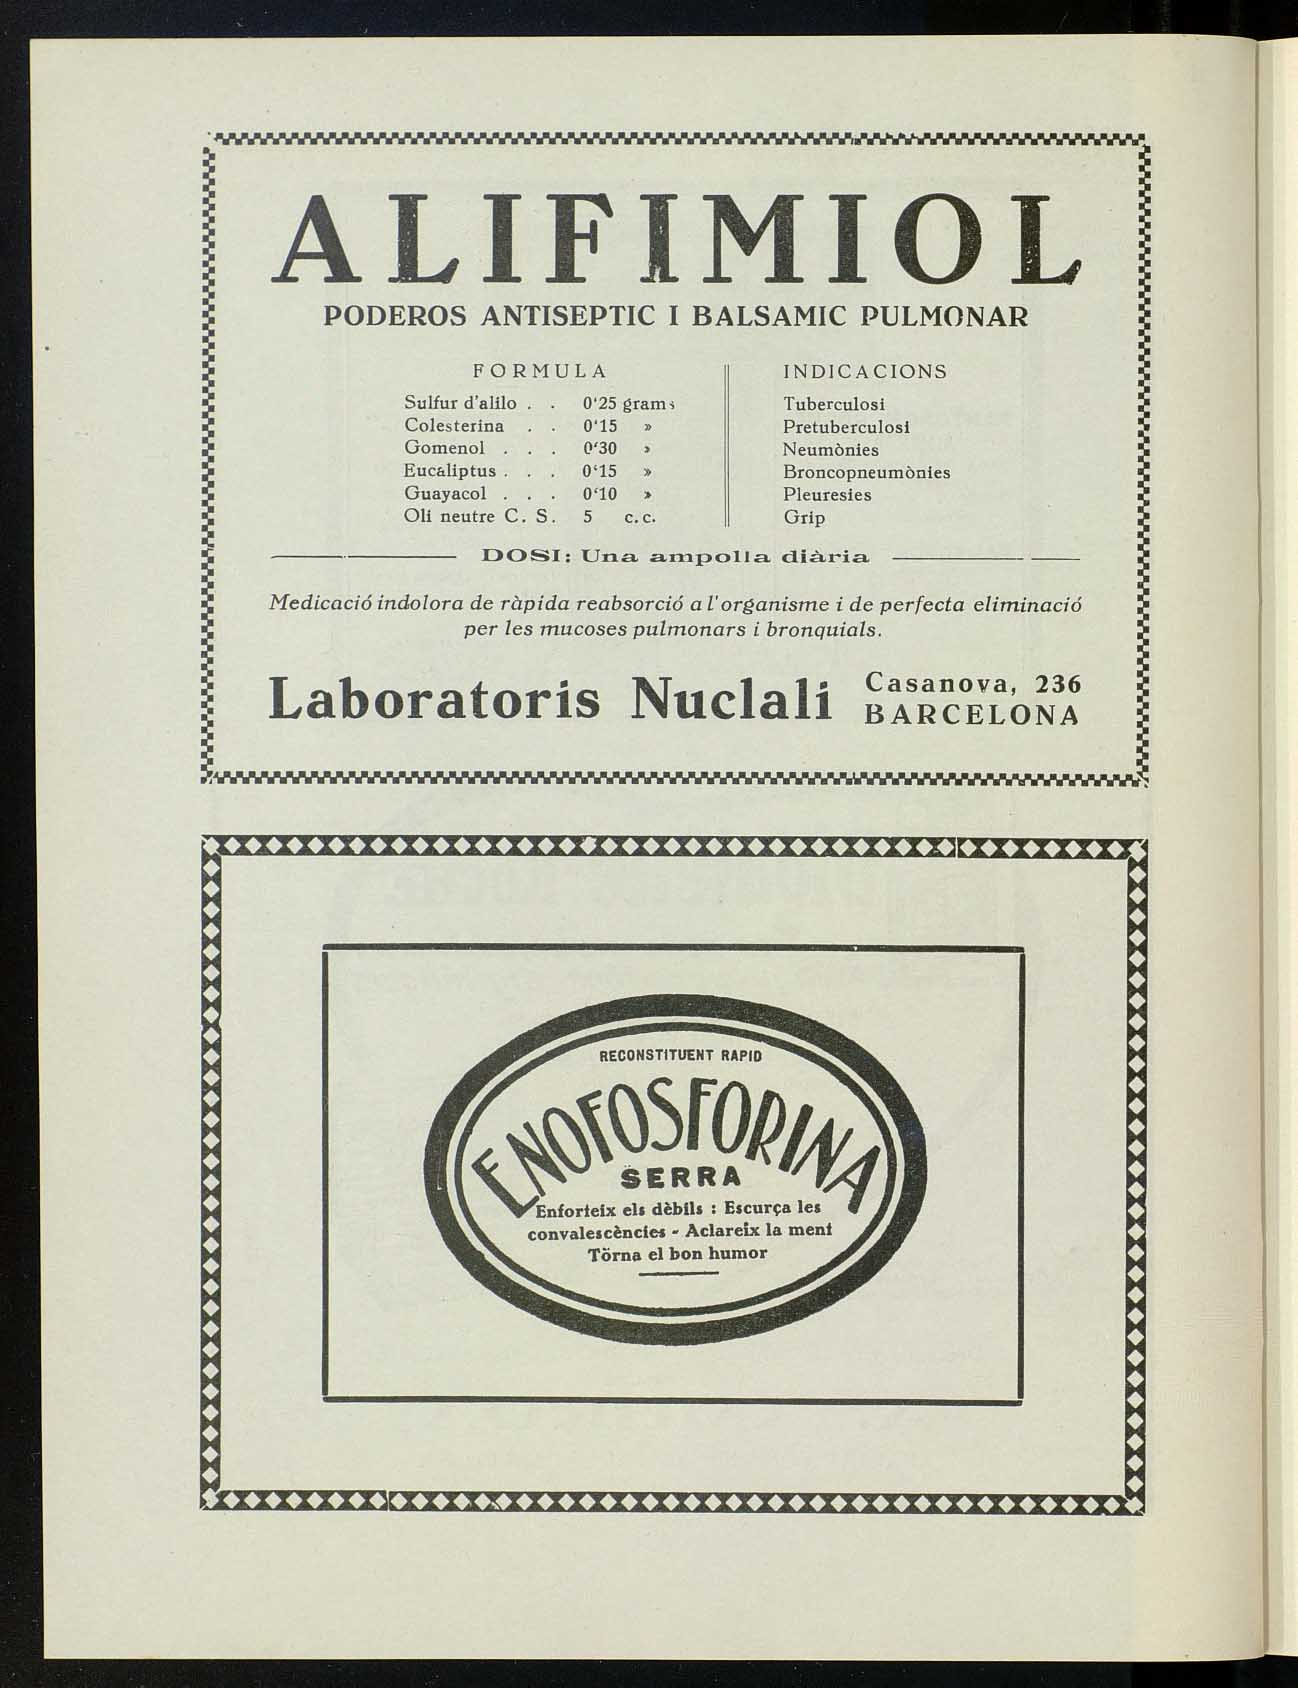 ALIFIMIOL
PODEROS ANTISEPTIC I BALSAMIC PULMONAR
FORMULA
Sulfur d'alilo . . 0'25 grams
Colesterina . . 0'15 »
Gomenol . . . 0'30 »
Eucaliptus . . . 0'15 »
Guayacol . . . 0'10 »
Oli neutre C. S. 5 c. c.
INDICACIONS
Tuberculosi
Pretuberculosi
Neumònies
Broncopneumònies
Pleuresies
Grip
DOSI: Una ampolla diària
Medicació indolora de ràpida reabsorció a l'organisme i de perfecta eliminació
per les mucoses pulmonars i bronquials.
Laboratoris Nuclali
Casanova, 236
BARCELONA
RECONSTITUENT RAPID
ENOFOSFORINA
SERRA
Enforteix els dèbils : Escurça les
convalescències - Aclareix la ment
Törna el bon humor